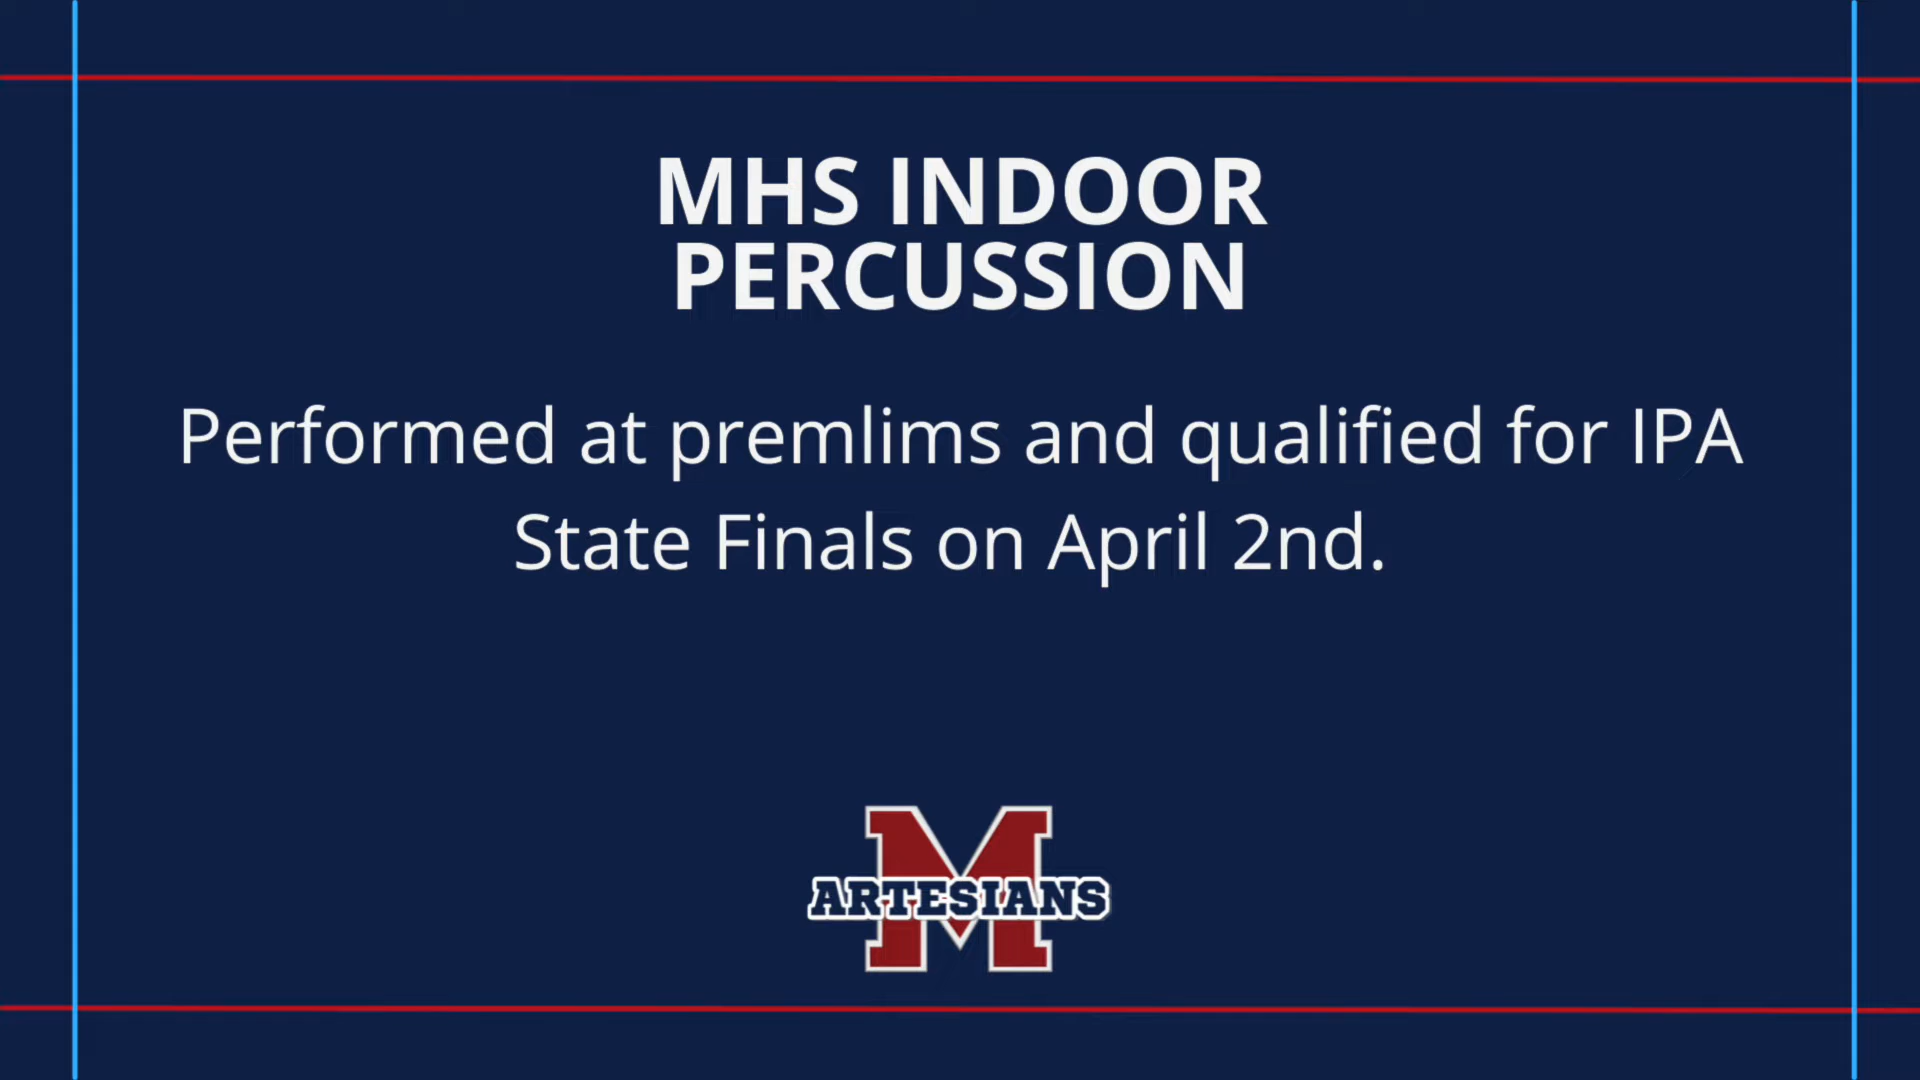 MHS INDOOR
PERCUSSION
Performed at premlims and qualified for IPA
State Finals on April 2nd.
M
ARTESIANS